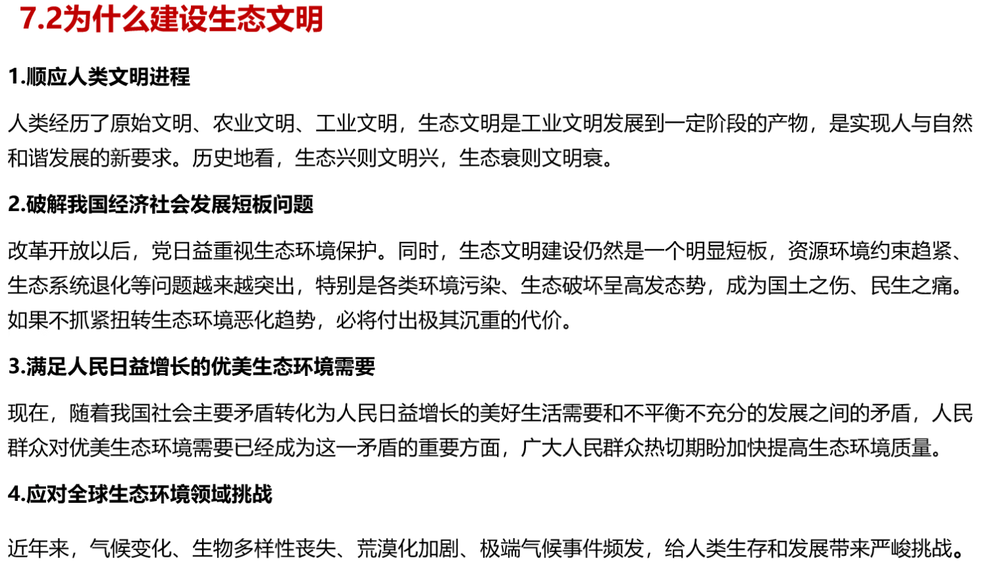 7.2为什么建设生态文明
1.顺应人类文明进程
人类经历了原始文明、农业文明、工业文明，生态文明是工业文明发展到一定阶段的产物，是实现人与自然
和谐发展的新要求。历史地看，生态兴则文明兴，生态衰则文明衰。
2.破解我国经济社会发展短板问题
改革开放以后，党日益重视生态环境保护。同时，生态文明建设仍然是一个明显短板，资源环境约束趋紧、
生态系统退化等问题越来越突出，特别是各类环境污染、生态破坏呈高发态势，成为国土之伤、民生之痛。
如果不抓紧扭转生态环境恶化趋势，必将付出极其沉重的代价。
3.满足人民日益增长的优美生态环境需要
现在，随着我国社会主要矛盾转化为人民日益增长的美好生活需要和不平衡不充分的发展之间的矛盾，人民
群众对优美生态环境需要已经成为这一矛盾的重要方面，广大人民群众热切期盼加快提高生态环境质量。
4.应对全球生态环境领域挑战
近年来，气候变化、生物多样性丧失、荒漠化加剧、极端气候事件频发，给人类生存和发展带来严峻挑战。